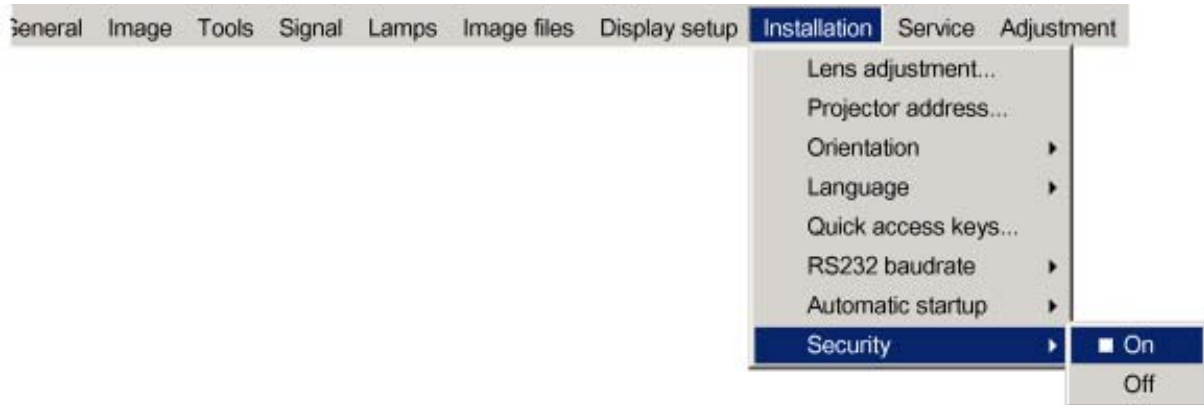 General Image Tools Signal Lamps Image files Display setup Installation Service Adjustment
Lens adjustment...
Projector address...
Orientation
Language
Quick access keys...
RS232 baudrate
Automatic startup
Security
On
Off